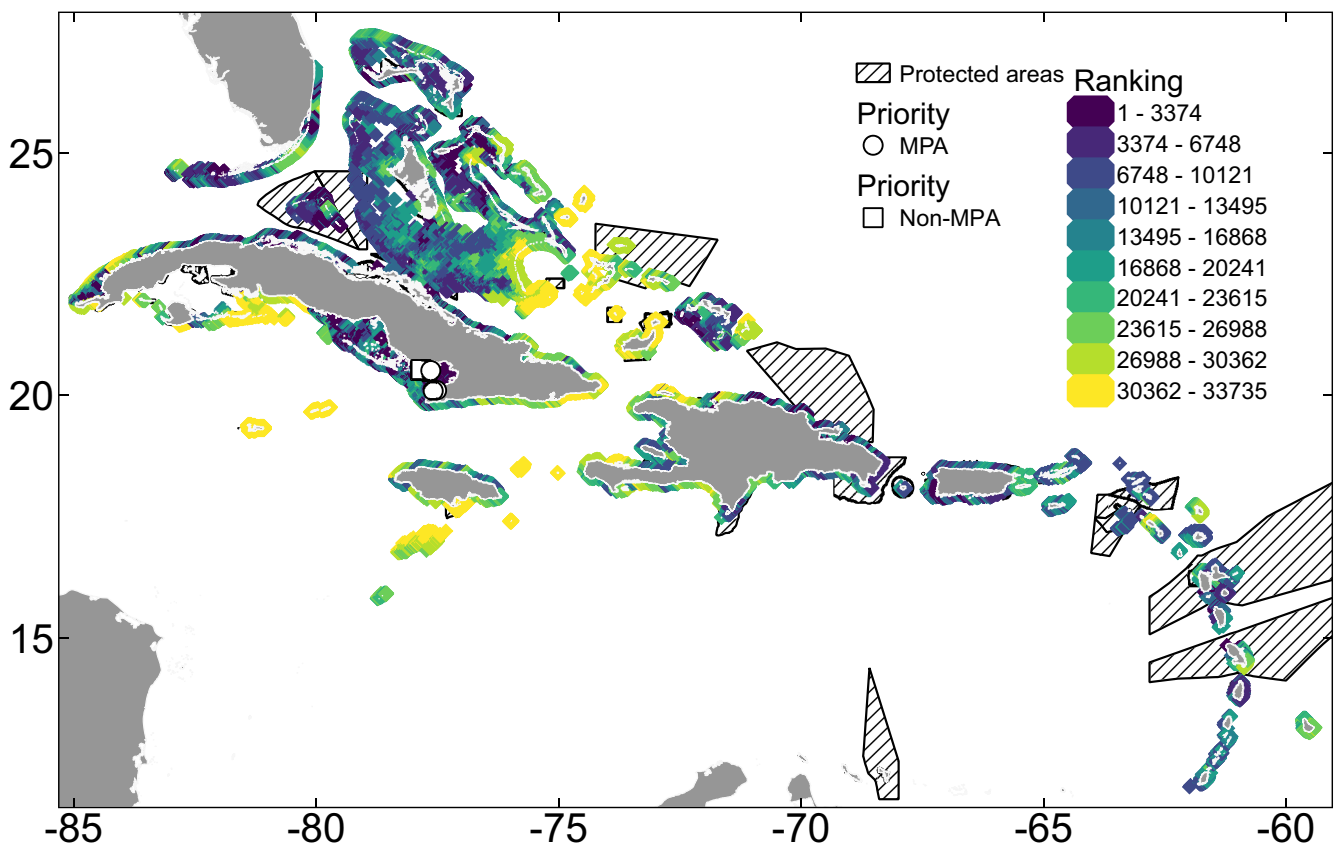 Protected areas
Priority
MPA
Priority
Non-MPA
Ranking
1 - 3374
3374 - 6748
6748 - 10121
10121 - 13495
13495 - 16868
16868 - 20241
20241 - 23615
23615 - 26988
26988 - 30362
30362 - 33735
25
20
15
-85 -80 -75 -70 -65 -60